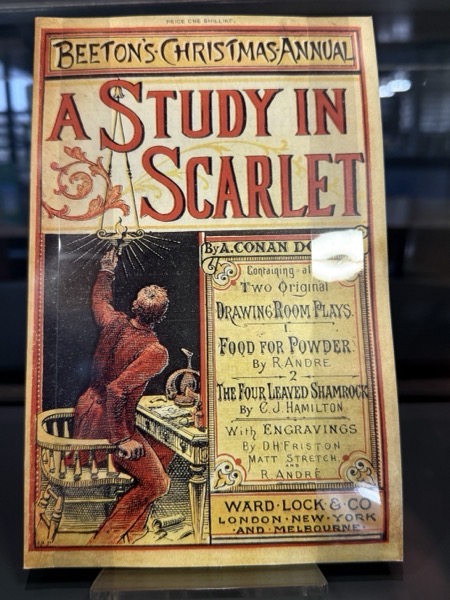 PRICE ONE SHILLING.
BEETON'S CHRISTMAS ANNUAL
A STUDY IN
SCARLET
By A. CONAN
Containing also
Two Original
DRAWING ROOM PLAYS.
1
FOOD FOR POWDER
By R. ANDRE
2
THE FOUR LEAVED SHAMROCK
By C. J. HAMILTON
With ENGRAVINGS
By D. H. FRISTON
MATT STRETCH
AND
R. ANDRÉ
WARD · LOCK · & CO
LONDON · NEW · YORK
· AND · MELBOURNE ·